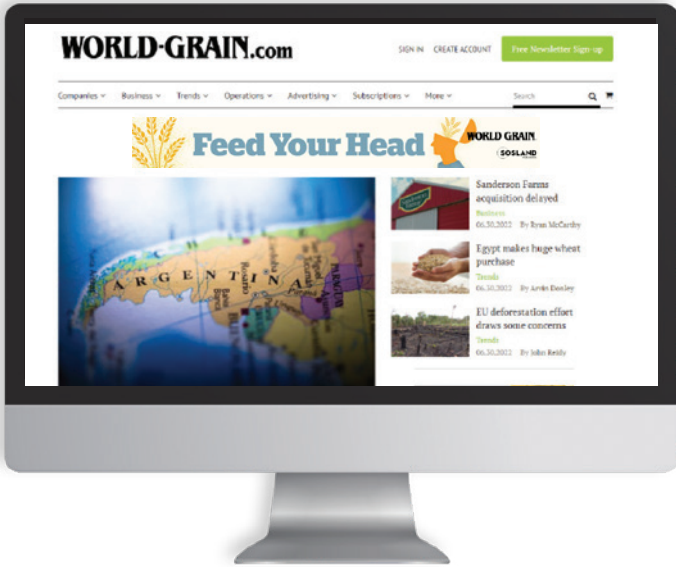 WORLD-GRAIN.com
SIGN IN CREATE ACCOUNT Free Newsletter Sign-up
Companies Business Trends Operations Advertising Subscriptions More Search
Feed Your Head WORLD GRAIN
SOSLAND
Sanderson Farms
acquisition delayed
Business
06.30.2022 By Ryan McCarthy
Egypt makes huge wheat
purchase
Trends
06.30.2022 By Arvin Donley
EU deforestation effort
draws some concerns
Trends
06.30.2022 By John Reidy
ARGENTINA
Rosario